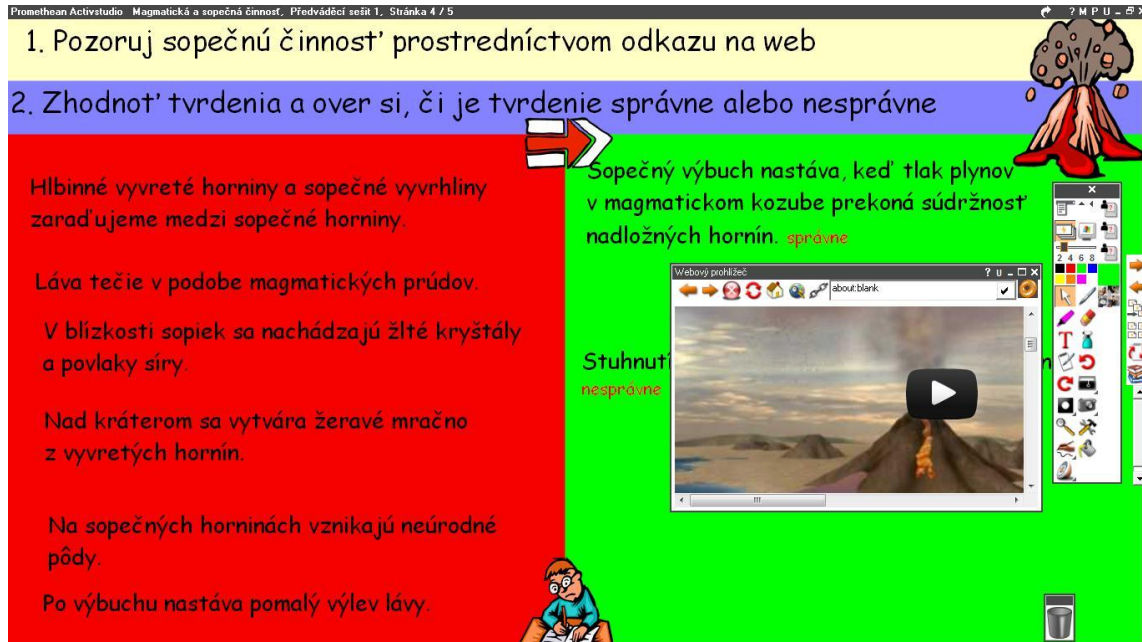 Promethean Activstudio Magmatická a sopečná činnosť, Předváděcí sešit 1, Stránka 4 / 5
? M P U
1. Pozoruj sopečnú činnosť prostredníctvom odkazu na web
2. Zhodnoť tvrdenia a over si, či je tvrdenie správne alebo nesprávne
Hlbinné vyvreté horniny a sopečné vyvrhliny
zaraďujeme medzi sopečné horniny.
Láva tečie v podobe magmatických prúdov.
V blízkosti sopiek sa nachádzajú žlté kryštály
a povlaky síry.
Nad kráterom sa vytvára žeravé mračno
z vyvretých hornín.
Na sopečných horninách vznikajú neúrodné
pôdy.
Po výbuchu nastáva pomalý výlev lávy.
Sopečný výbuch nastáva, keď tlak plynov
v magmatickom kozube prekoná súdržnosť
nadložných hornín. správne
Webový prohlížeč ? u
about:blank
Stuhnutí
nesprávne
2 4 6 8
T